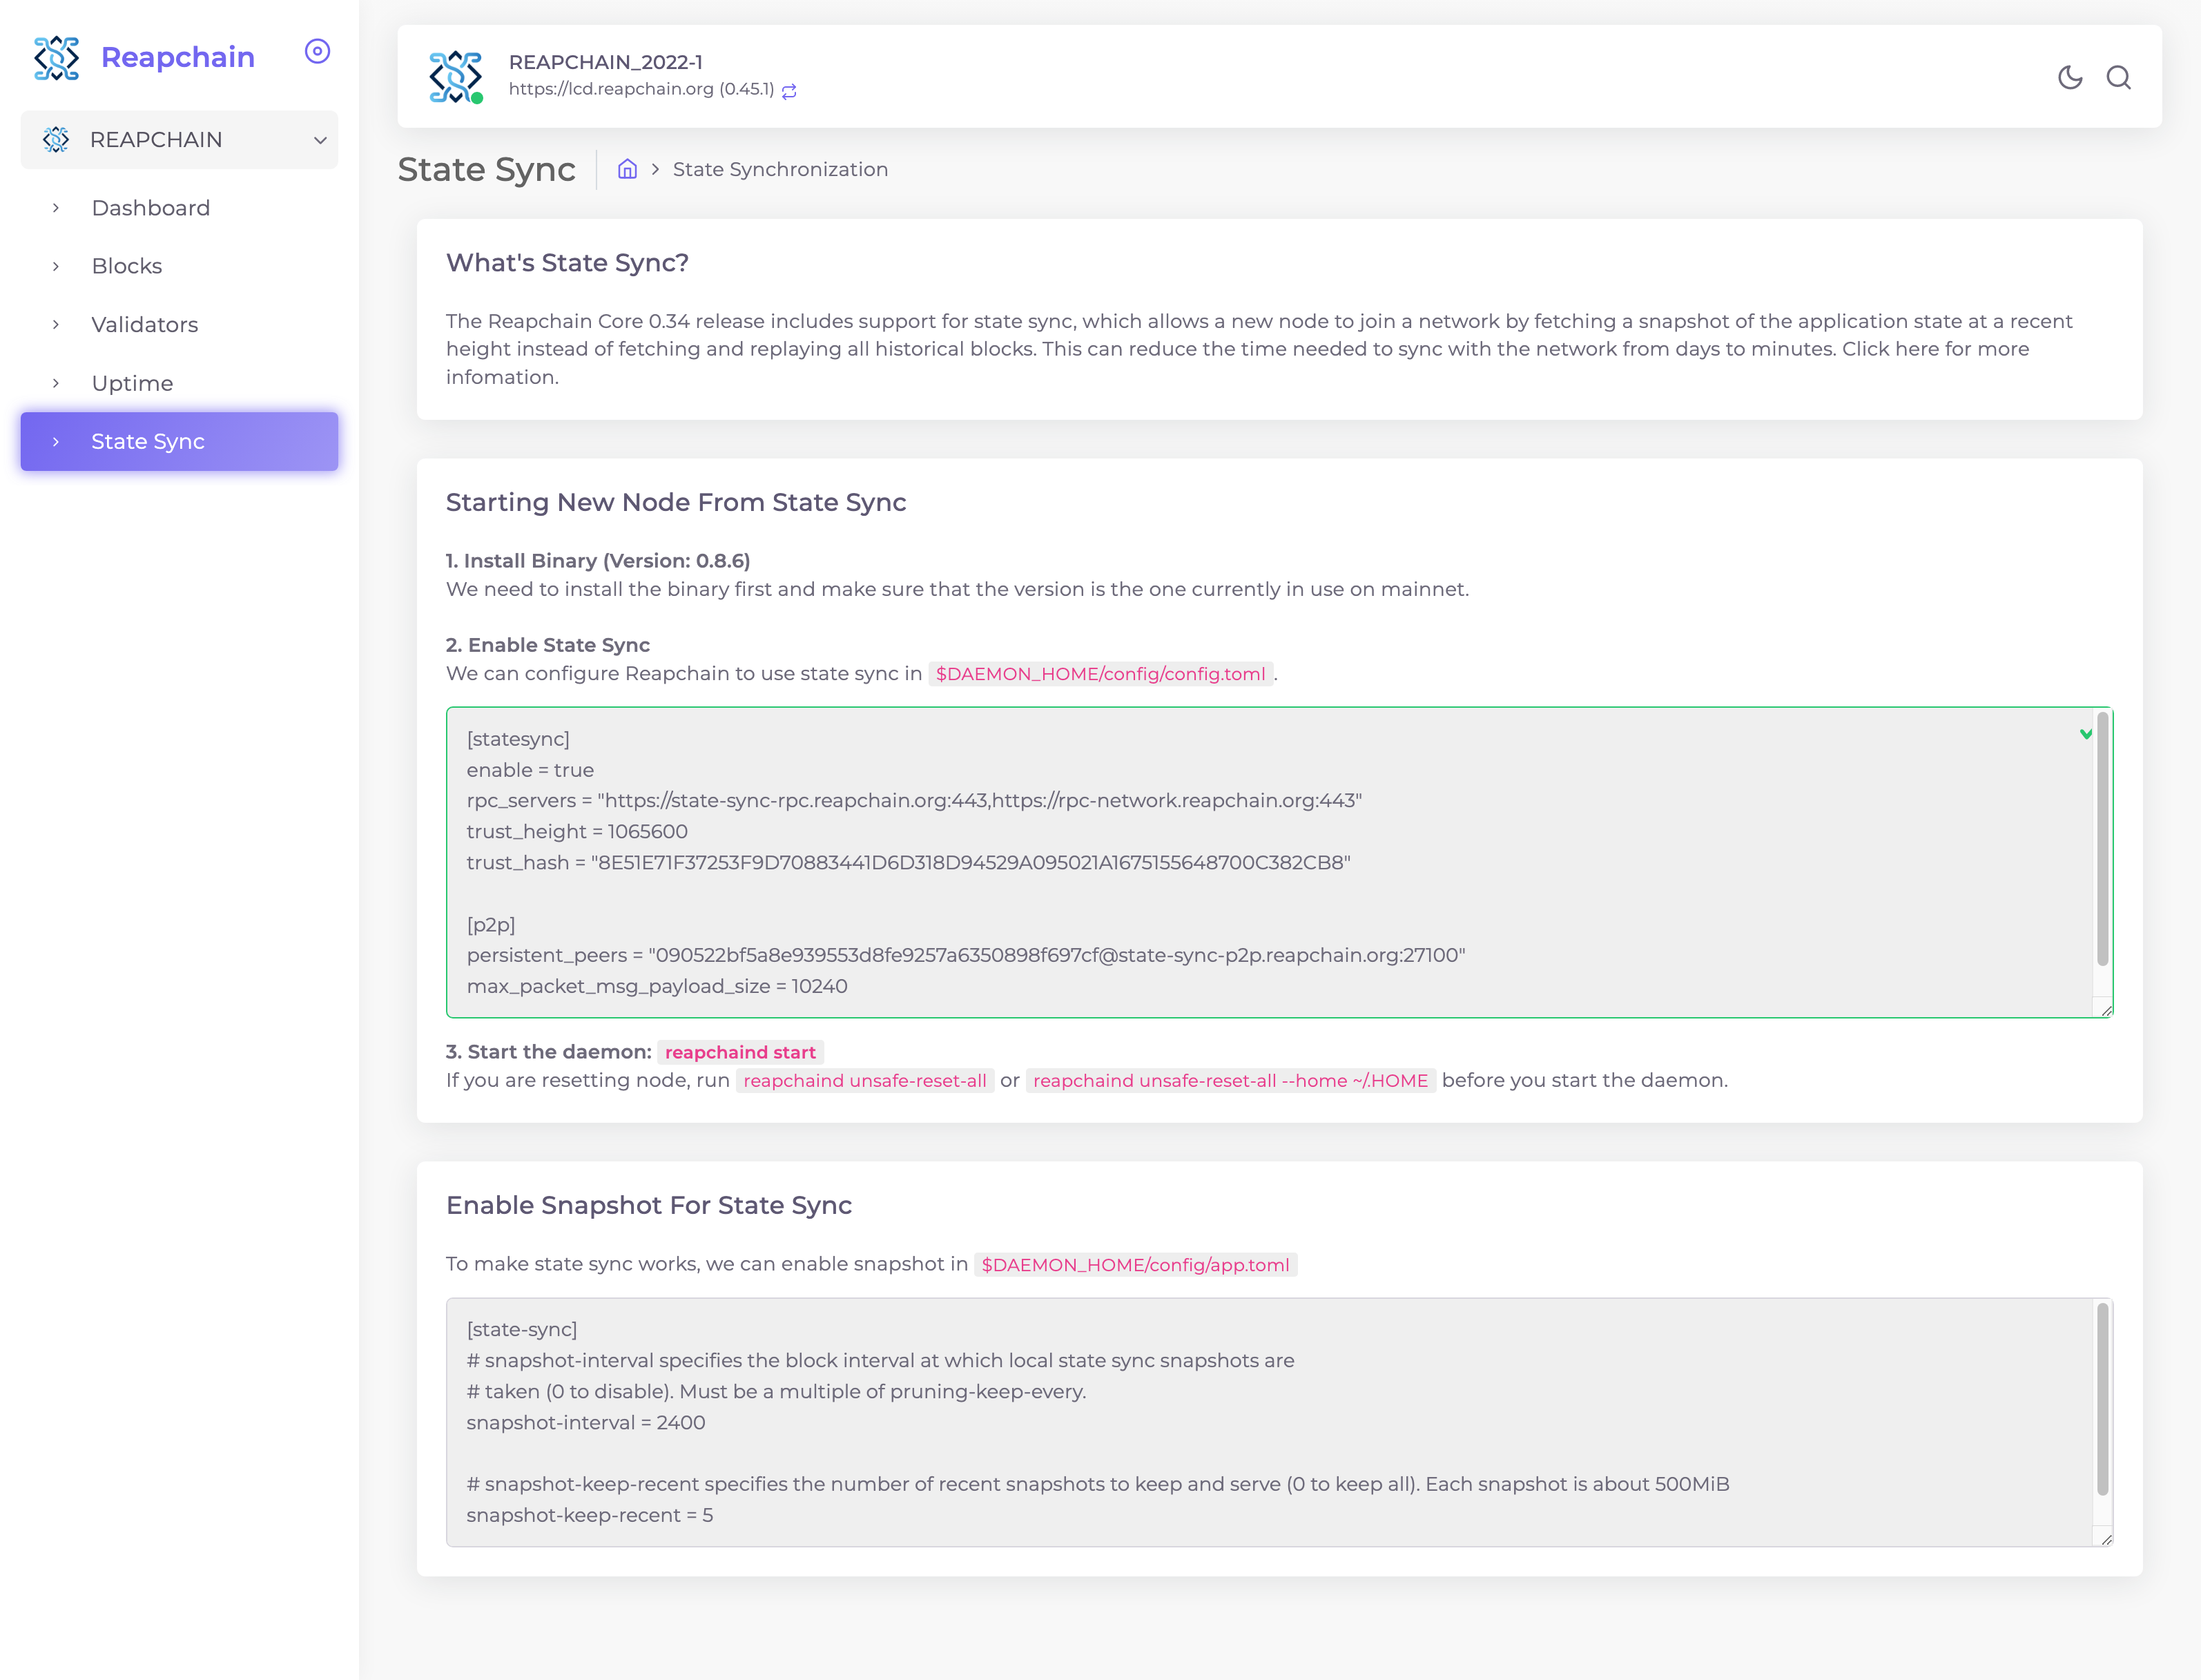 Reapchain
REAPCHAIN
Dashboard
Blocks
Validators
Uptime
State Sync
REAPCHAIN_2022-1
https://lcd.reapchain.org (0.45.1)
State Sync
State Synchronization
What's State Sync?
The Reapchain Core 0.34 release includes support for state sync, which allows a new node to join a network by fetching a snapshot of the application state at a recent
height instead of fetching and replaying all historical blocks. This can reduce the time needed to sync with the network from days to minutes. Click here for more
infomation.
Starting New Node From State Sync
1. Install Binary (Version: 0.8.6)
We need to install the binary first and make sure that the version is the one currently in use on mainnet.
2. Enable State Sync
We can configure Reapchain to use state sync in $DAEMON_HOME/config/config.toml.
[statesync]
enable = true
rpc_servers = "https://state-sync-rpc.reapchain.org:443,https://rpc-network.reapchain.org:443"
trust_height = 1065600
trust_hash = "8E51E71F37253F9D70883441D6D318D94529A095021A1675155648700C382CB8"
[p2p]
persistent_peers = "090522bf5a8e939553d8fe9257a6350898f697cf@state-sync-p2p.reapchain.org:27100"
max_packet_msg_payload_size = 10240
3. Start the daemon: reapchaind start
If you are resetting node, run reapchaind unsafe-reset-all or reapchaind unsafe-reset-all --home ~/.HOME before you start the daemon.
Enable Snapshot For State Sync
To make state sync works, we can enable snapshot in $DAEMON_HOME/config/app.toml
[state-sync]
# snapshot-interval specifies the block interval at which local state sync snapshots are
# taken (0 to disable). Must be a multiple of pruning-keep-every.
snapshot-interval = 2400
# snapshot-keep-recent specifies the number of recent snapshots to keep and serve (0 to keep all). Each snapshot is about 500MiB
snapshot-keep-recent = 5